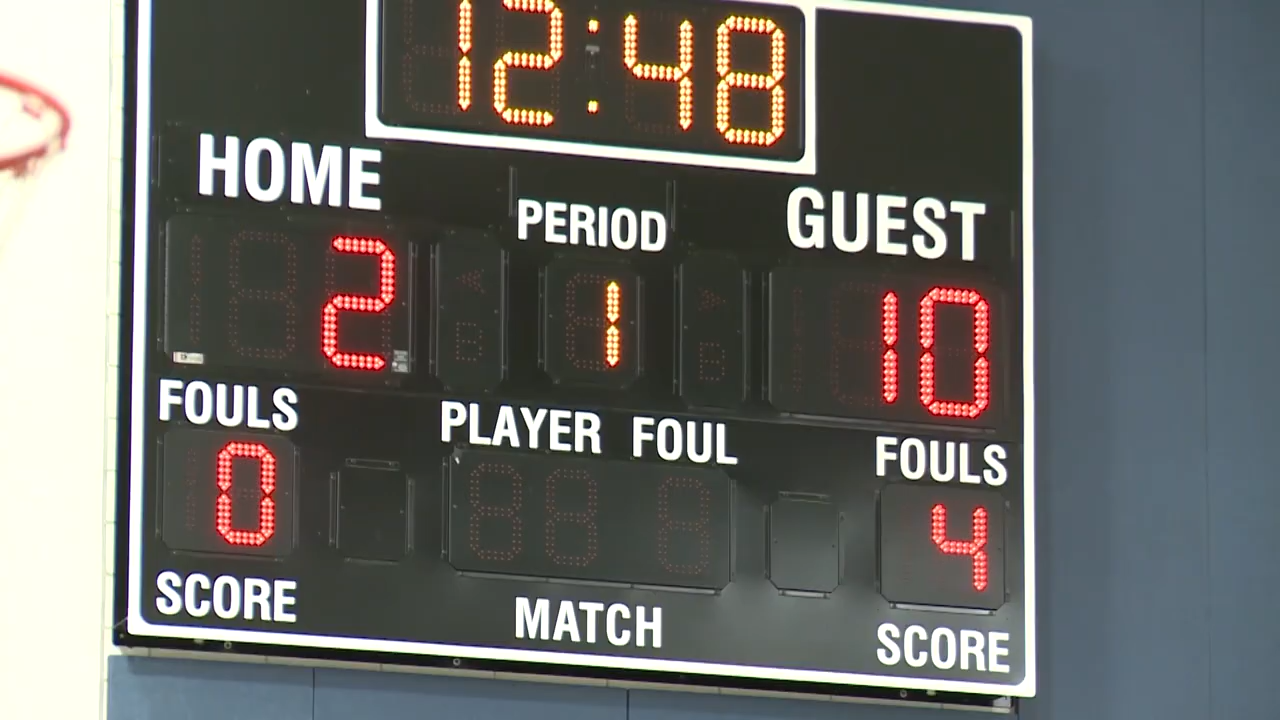 12:48
HOME
PERIOD
GUEST
2
1
10
FOULS
PLAYER FOUL
FOULS
0
4
SCORE
MATCH
SCORE